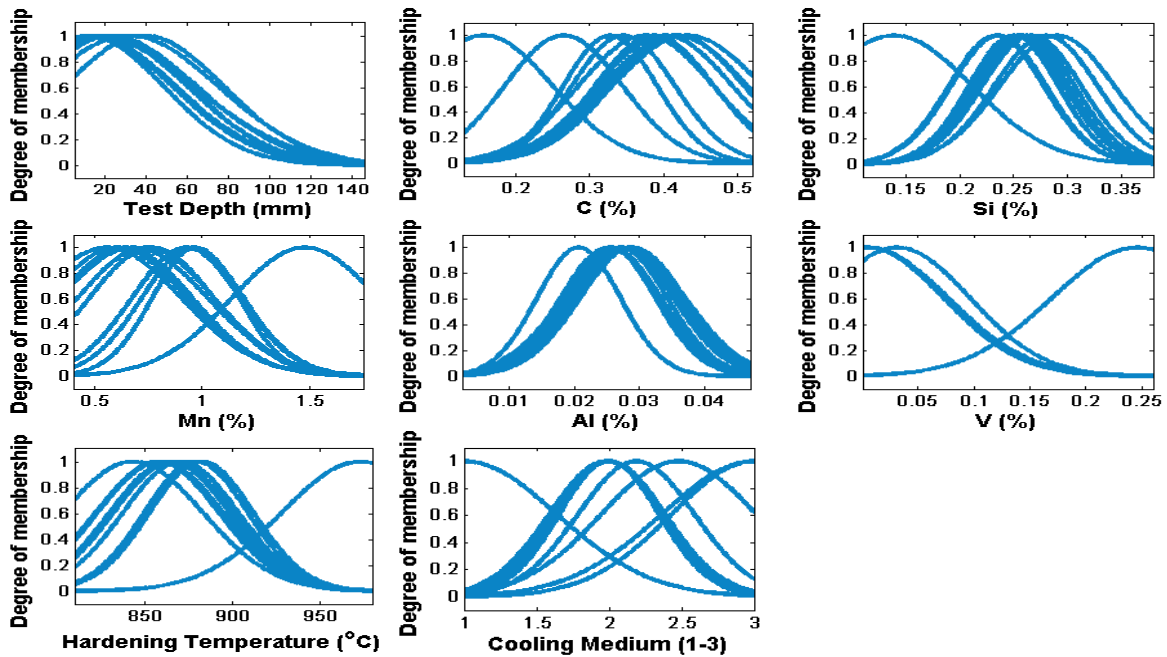 Degree of membership
1
0.8
0.6
0.4
0.2
0
20 40 60 80 100 120 140
Test Depth (mm)
Degree of membership
1
0.8
0.6
0.4
0.2
0
0.2 0.3 0.4 0.5
C (%)
Degree of membership
1
0.8
0.6
0.4
0.2
0
0.15 0.2 0.25 0.3 0.35
Si (%)
Degree of membership
1
0.8
0.6
0.4
0.2
0
0.5 1 1.5
Mn (%)
Degree of membership
1
0.8
0.6
0.4
0.2
0
0.01 0.02 0.03 0.04
Al (%)
Degree of membership
1
0.8
0.6
0.4
0.2
0
0.05 0.1 0.15 0.2 0.25
V (%)
Degree of membership
1
0.8
0.6
0.4
0.2
0
850 900 950
Hardening Temperature (°C)
Degree of membership
1
0.8
0.6
0.4
0.2
0
1 1.5 2 2.5 3
Cooling Medium (1-3)